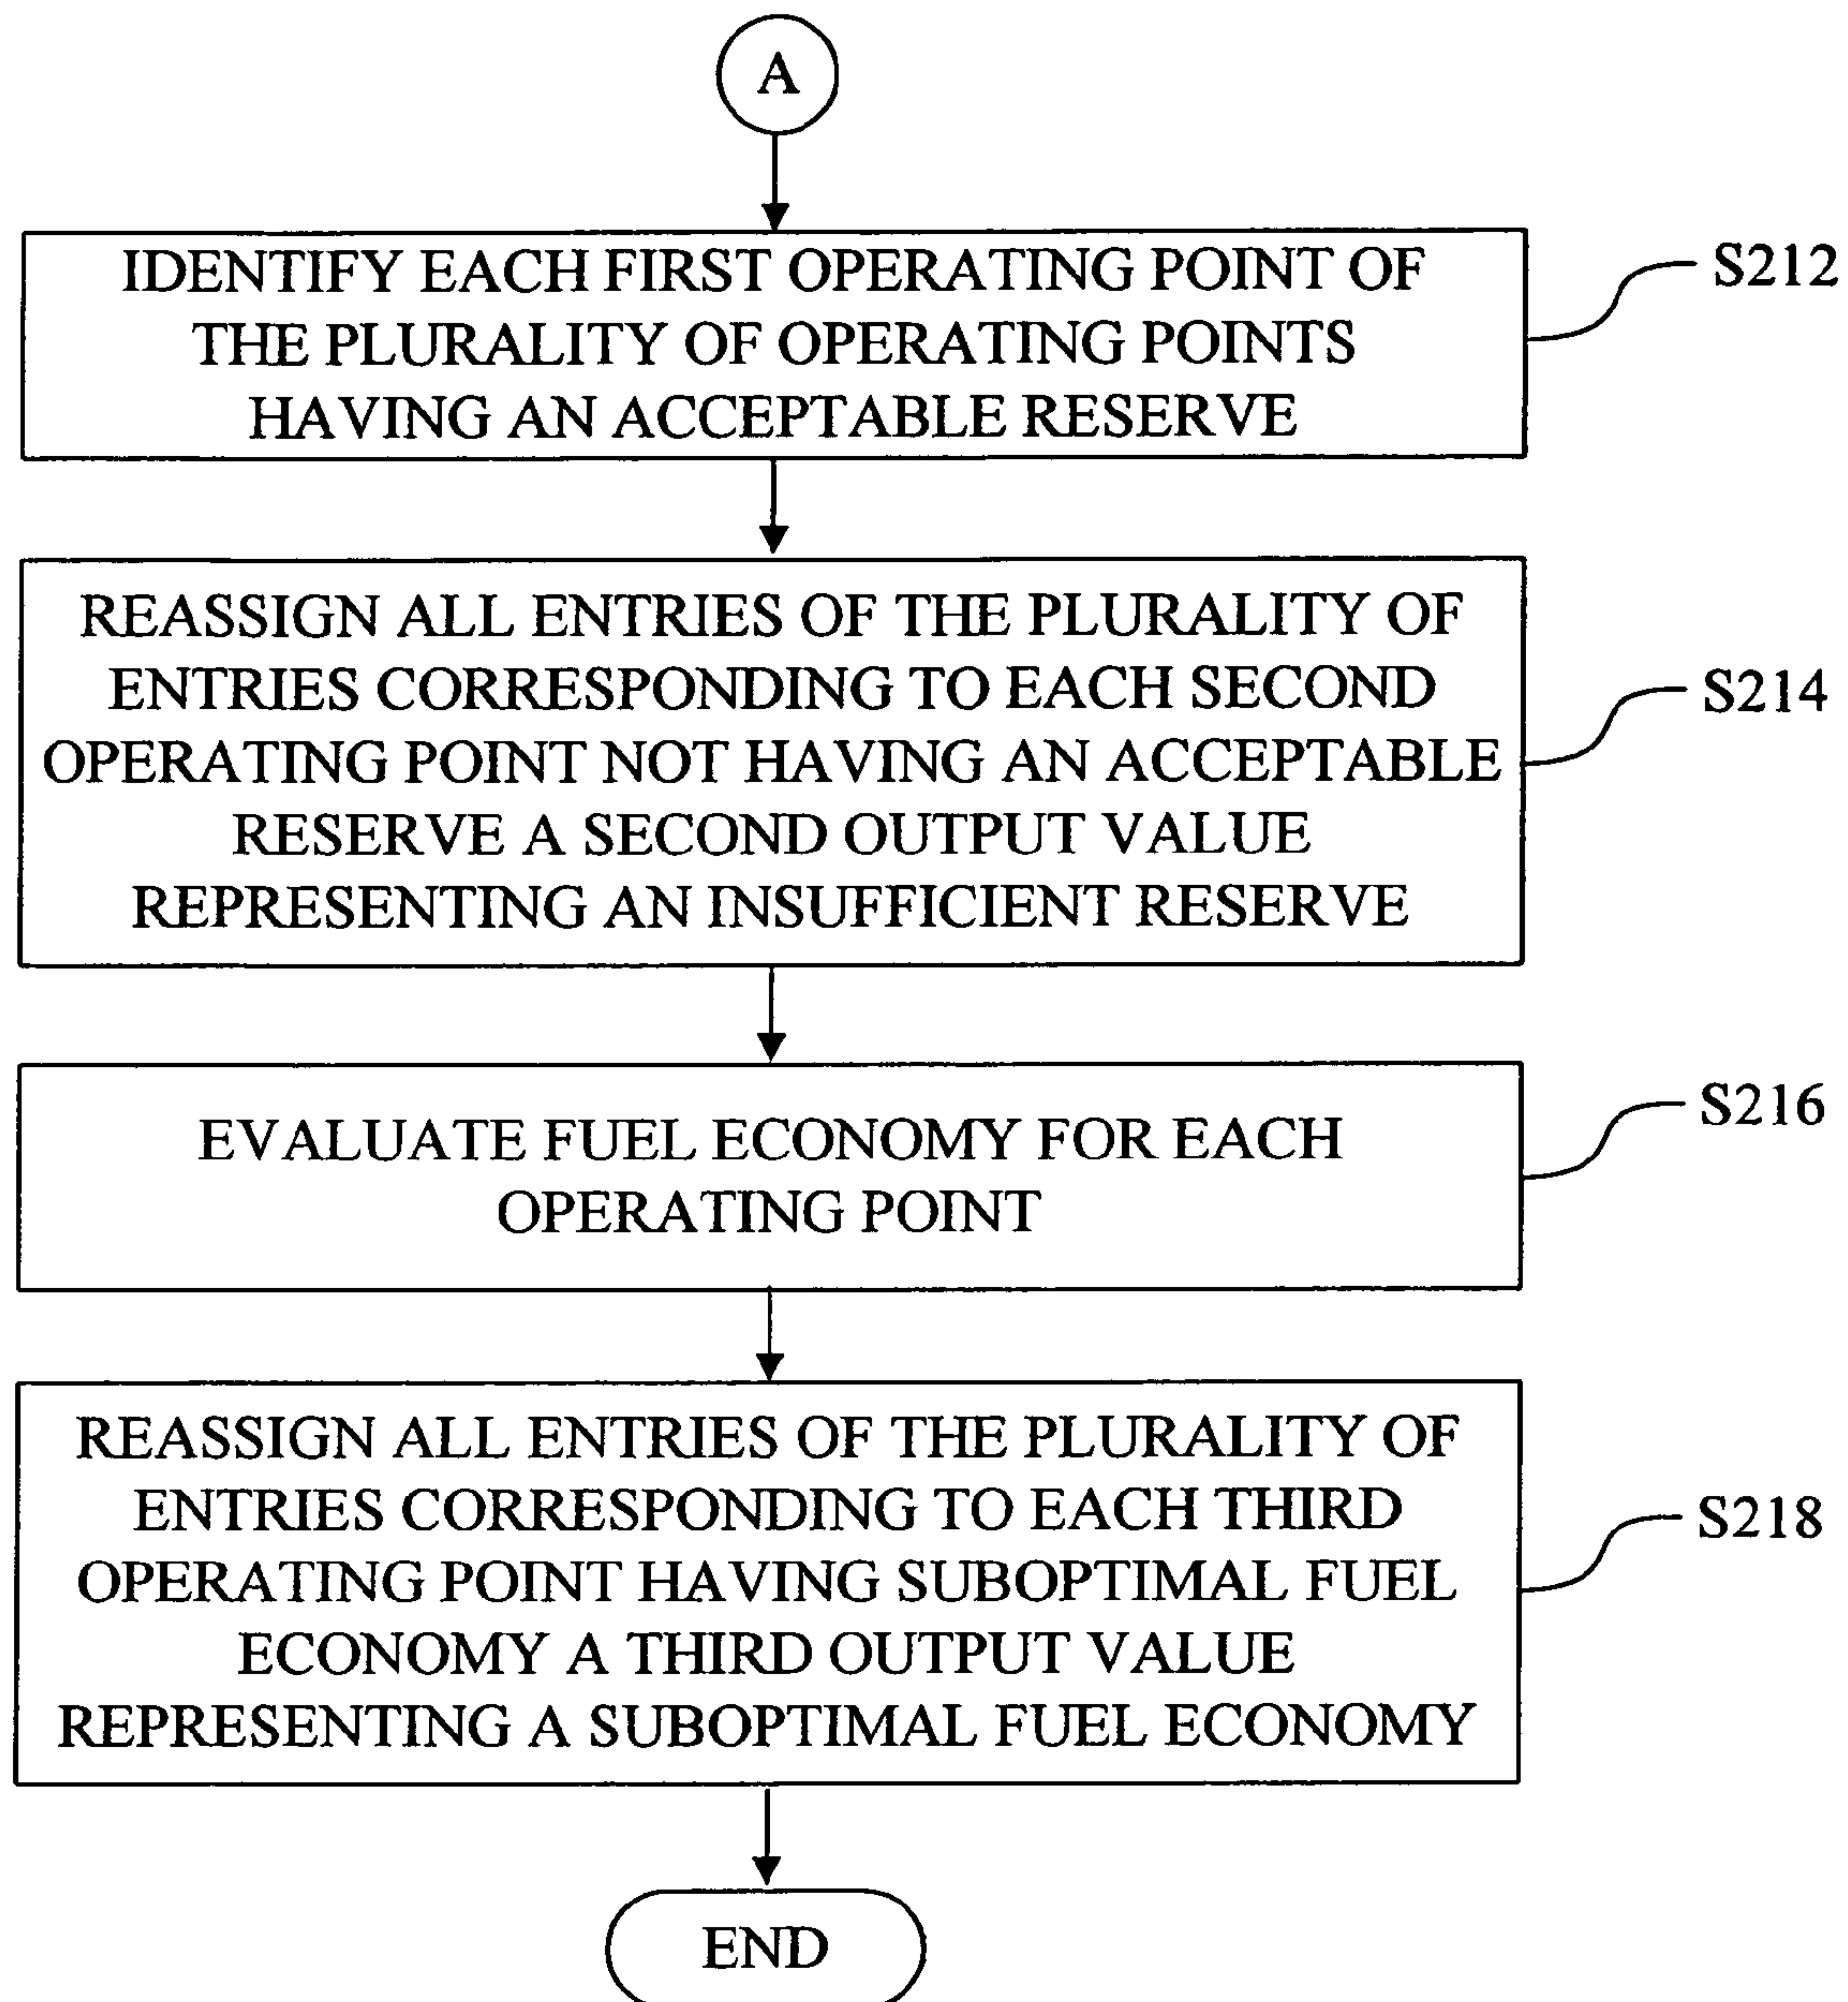 A
IDENTIFY EACH FIRST OPERATING POINT OF
THE PLURALITY OF OPERATING POINTS
HAVING AN ACCEPTABLE RESERVE
S212
REASSIGN ALL ENTRIES OF THE PLURALITY OF
ENTRIES CORRESPONDING TO EACH SECOND
OPERATING POINT NOT HAVING AN ACCEPTABLE
RESERVE A SECOND OUTPUT VALUE
REPRESENTING AN INSUFFICIENT RESERVE
S214
EVALUATE FUEL ECONOMY FOR EACH
OPERATING POINT
S216
REASSIGN ALL ENTRIES OF THE PLURALITY OF
ENTRIES CORRESPONDING TO EACH THIRD
OPERATING POINT HAVING SUBOPTIMAL FUEL
ECONOMY A THIRD OUTPUT VALUE
REPRESENTING A SUBOPTIMAL FUEL ECONOMY
S218
END